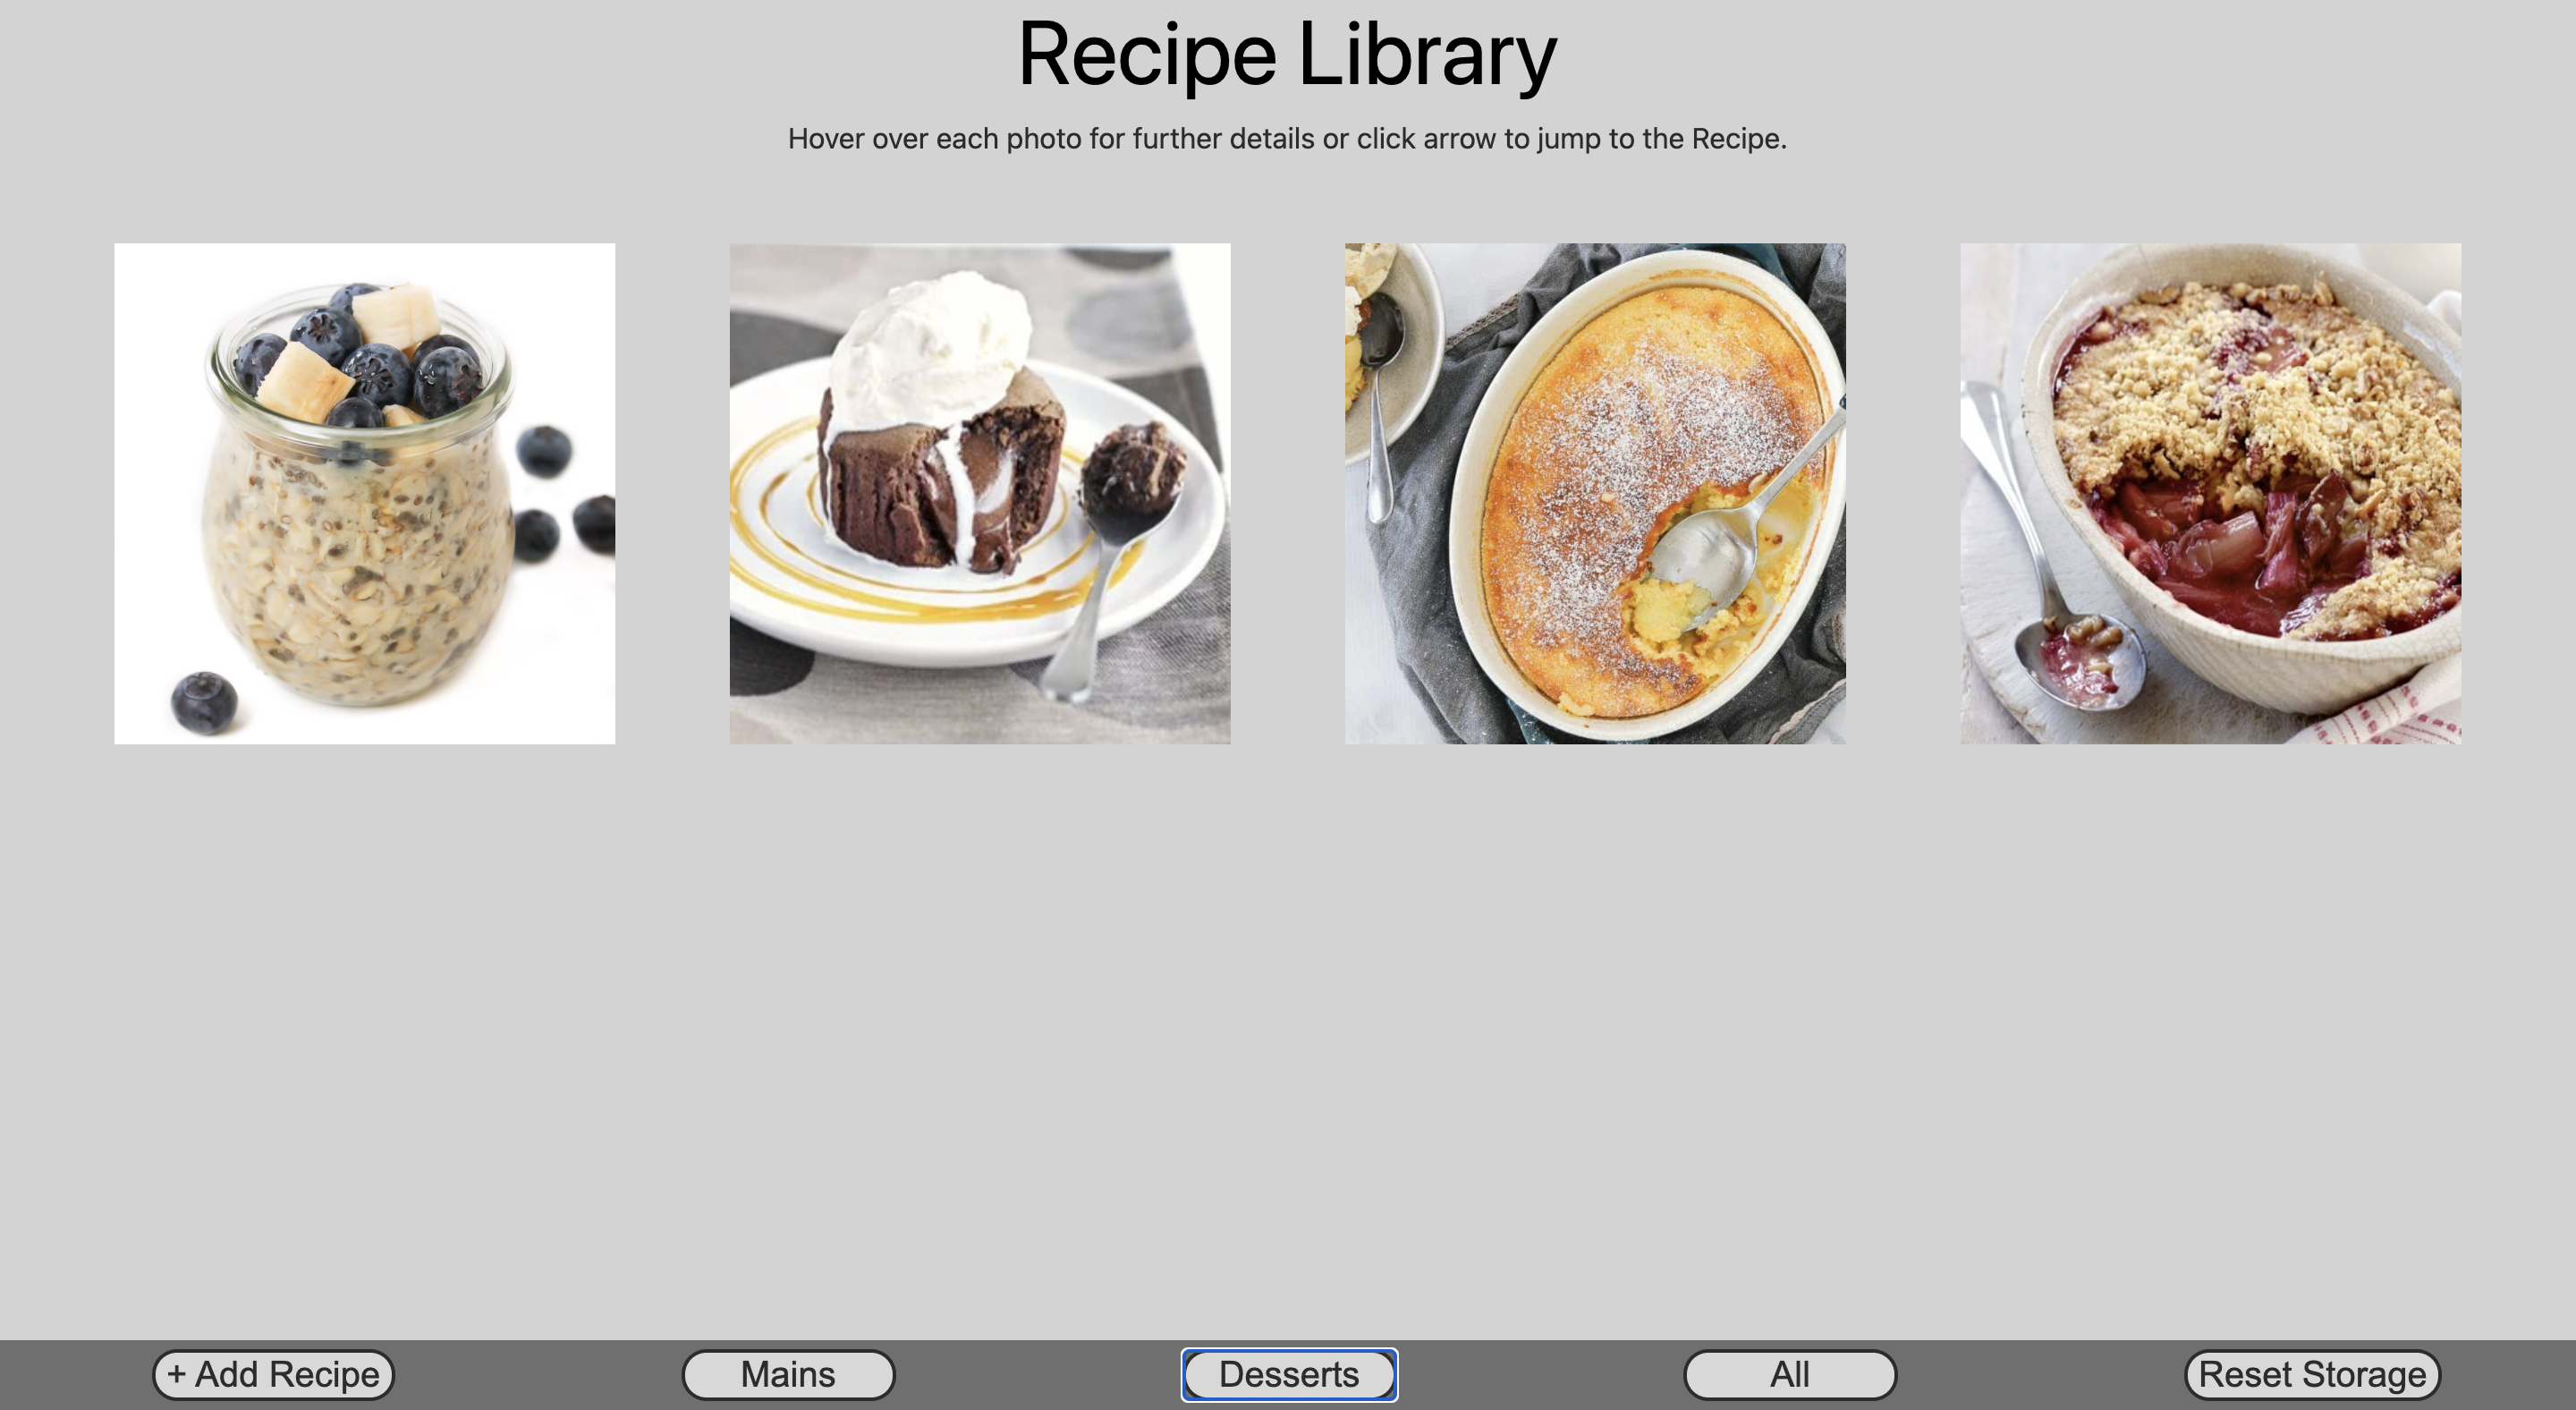 Recipe Library
Hover over each photo for further details or click arrow to jump to the Recipe.
+ Add Recipe
Mains
Desserts
All
Reset Storage